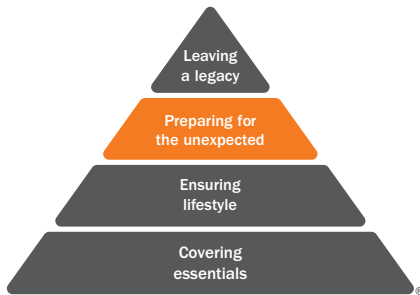 Leaving
a legacy
Preparing for
the unexpected
Ensuring
lifestyle
Covering
essentials
®